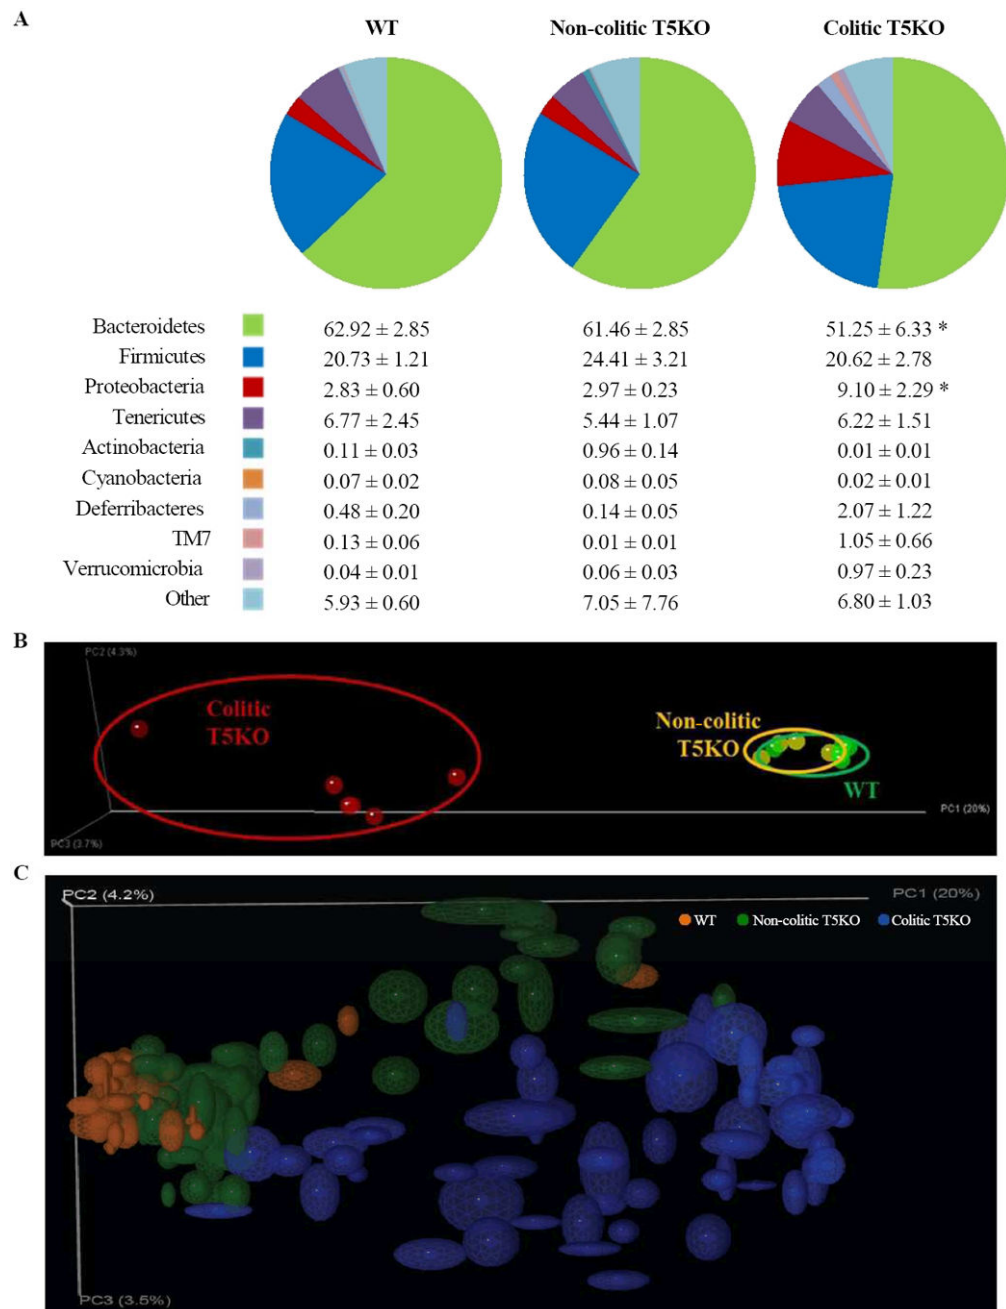 A
WT Non-colitic T5KO Colitic T5KO
Bacteroidetes 62.92 ± 2.85 61.46 ± 2.85 51.25 ± 6.33 *
Firmicutes 20.73 ± 1.21 24.41 ± 3.21 20.62 ± 2.78
Proteobacteria 2.83 ± 0.60 2.97 ± 0.23 9.10 ± 2.29 *
Tenericutes 6.77 ± 2.45 5.44 ± 1.07 6.22 ± 1.51
Actinobacteria 0.11 ± 0.03 0.96 ± 0.14 0.01 ± 0.01
Cyanobacteria 0.07 ± 0.02 0.08 ± 0.05 0.02 ± 0.01
Deferribacteres 0.48 ± 0.20 0.14 ± 0.05 2.07 ± 1.22
TM7 0.13 ± 0.06 0.01 ± 0.01 1.05 ± 0.66
Verrucomicrobia 0.04 ± 0.01 0.06 ± 0.03 0.97 ± 0.23
Other 5.93 ± 0.60 7.05 ± 7.76 6.80 ± 1.03
B
PC2 (4.3%)
Colitic
T5KO
Non-colitic
T5KO
WT
PC1 (20%)
PC3 (3.7%)
C
PC2 (4.2%) PC1 (20%)
WT Non-colitic T5KO Colitic T5KO
PC3 (3.5%)